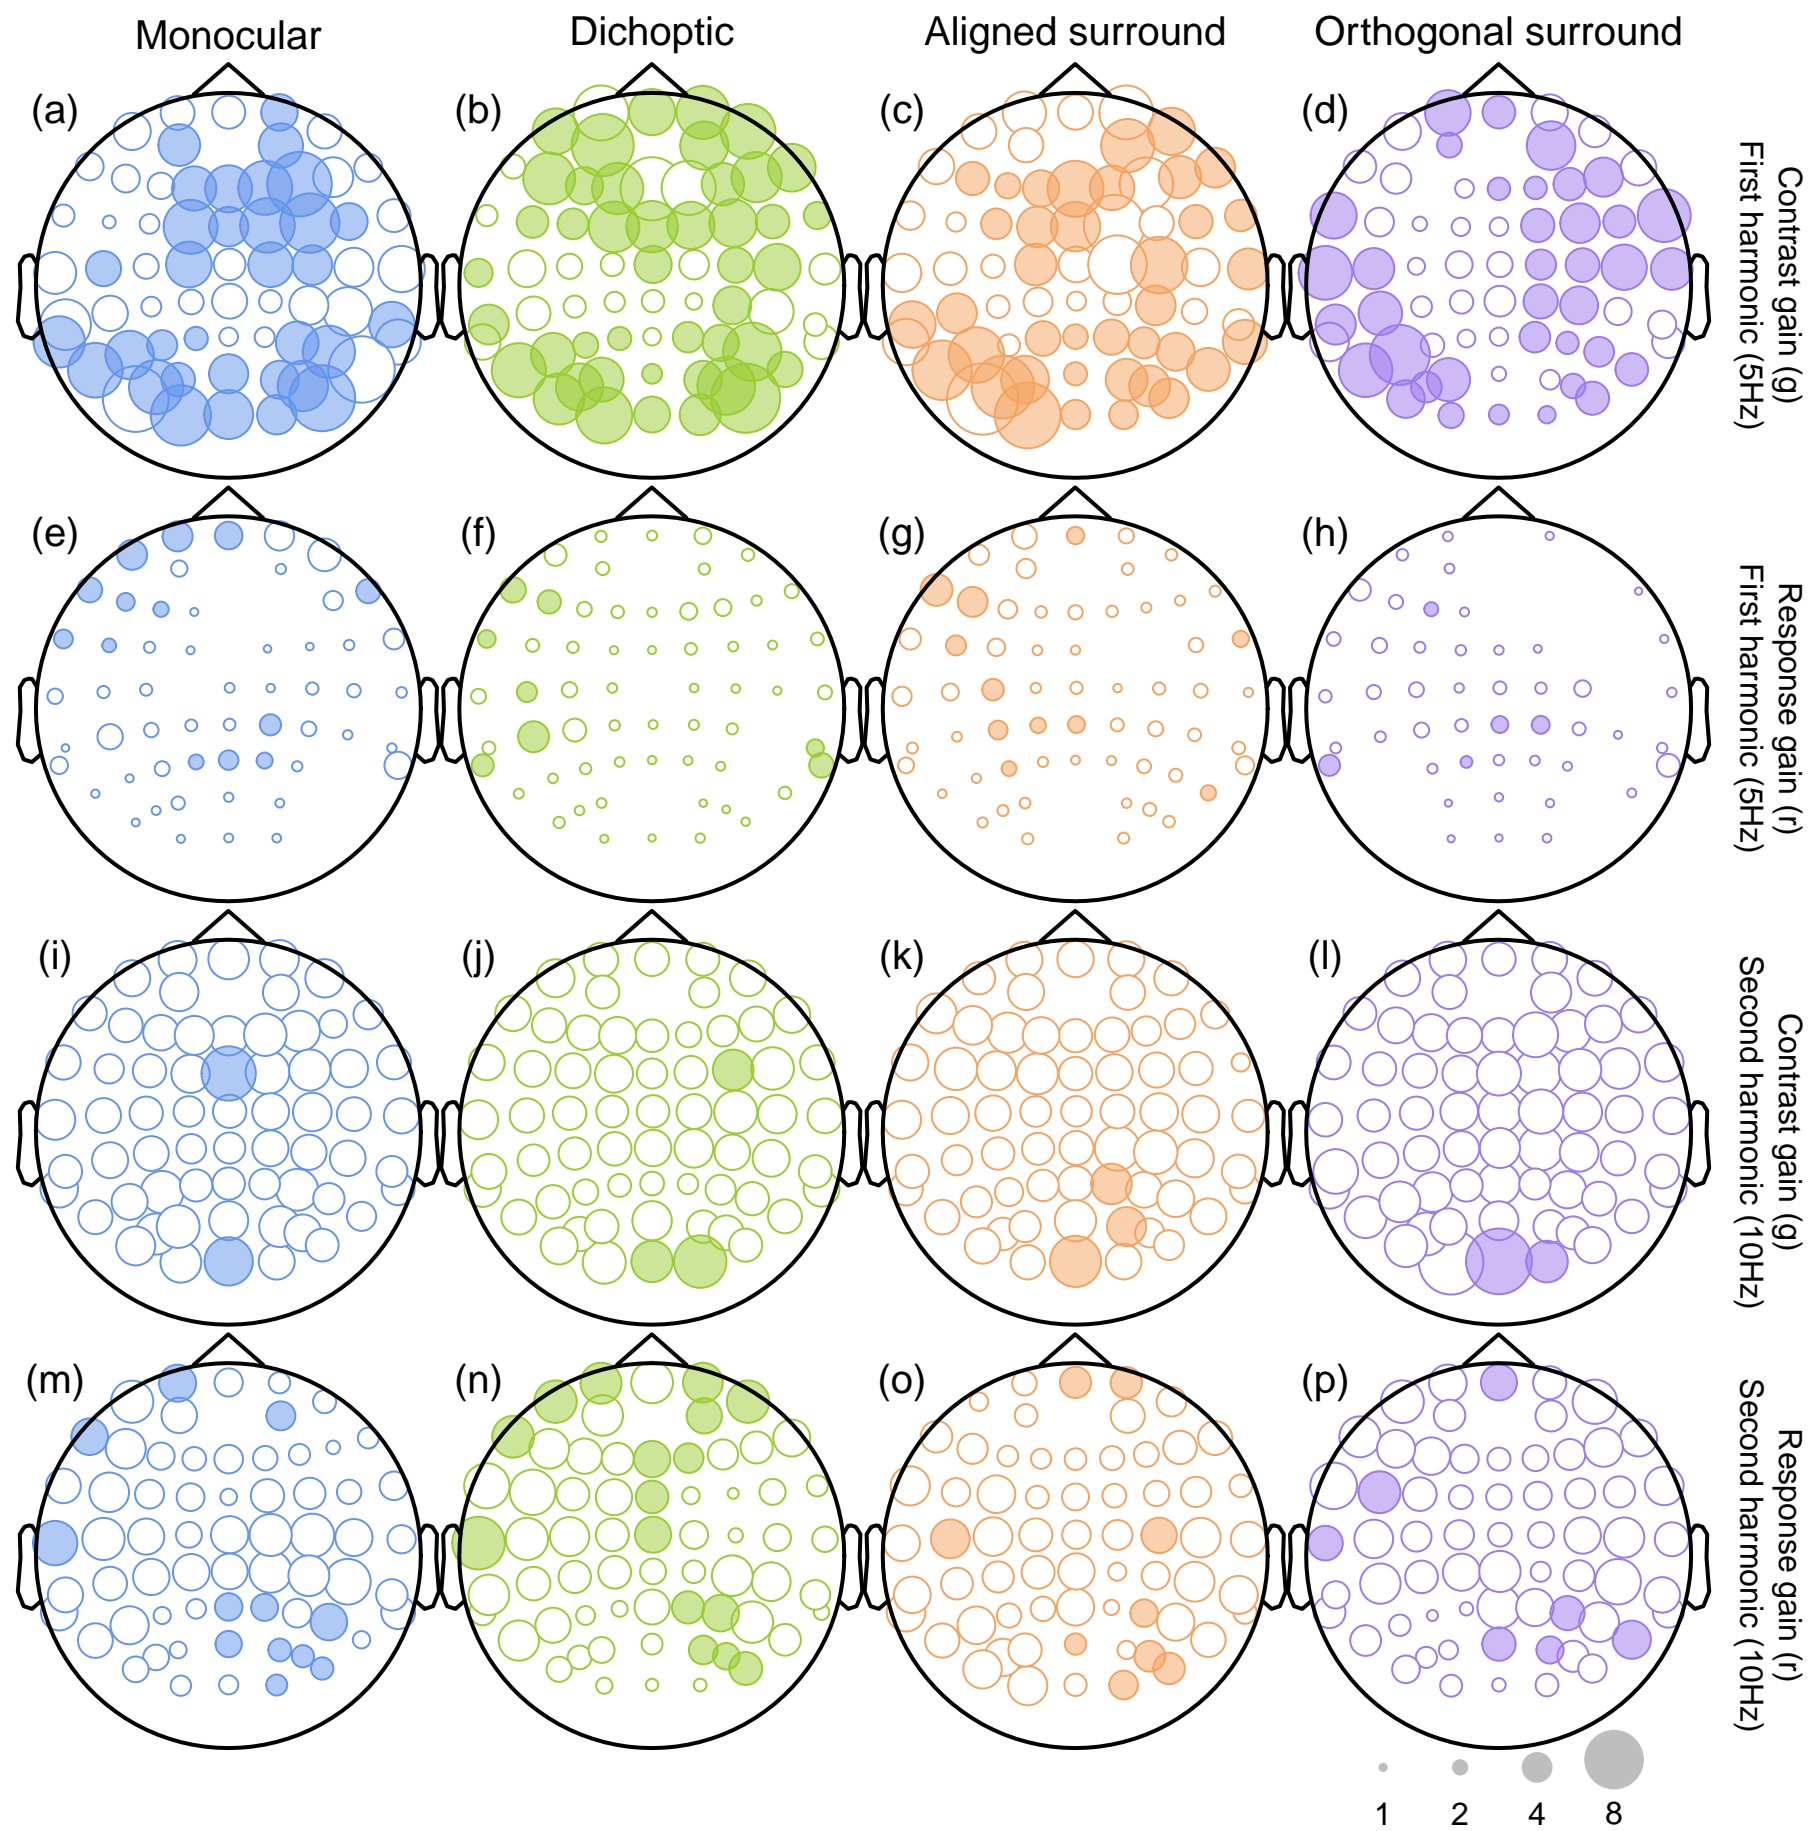 Monocular
Dichoptic
Aligned surround
Orthogonal surround
(a)
(b)
(c)
(d)
Contrast gain (g)
First harmonic (5Hz)
(e)
(f)
(g)
(h)
Response gain (r)
First harmonic (5Hz)
(i)
(j)
(k)
(l)
Contrast gain (g)
Second harmonic (10Hz)
(m)
(n)
(o)
(p)
Response gain (r)
Second harmonic (10Hz)
1
2
4
8